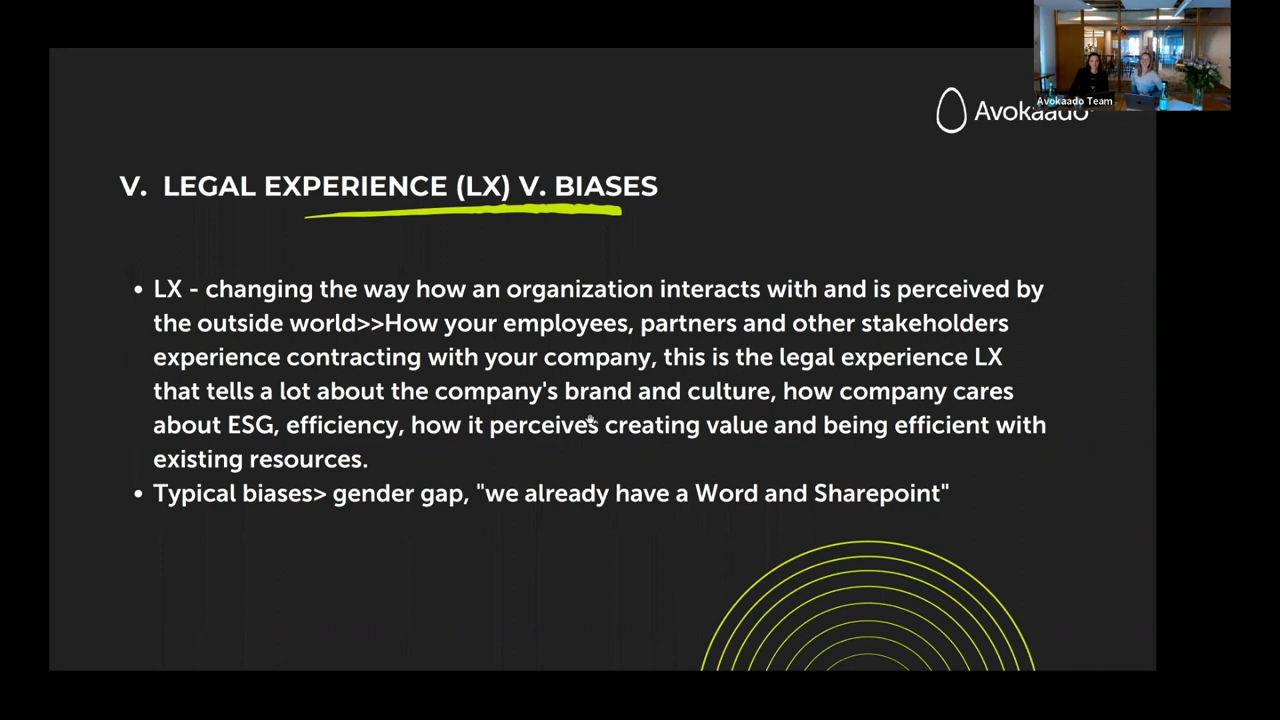 Avokaado Team
Avokaado
V. LEGAL EXPERIENCE (LX) V. BIASES
• LX - changing the way how an organization interacts with and is perceived by
the outside world>>How your employees, partners and other stakeholders
experience contracting with your company, this is the legal experience LX
that tells a lot about the company's brand and culture, how company cares
about ESG, efficiency, how it perceives creating value and being efficient with
existing resources.
• Typical biases> gender gap, "we already have a Word and Sharepoint"